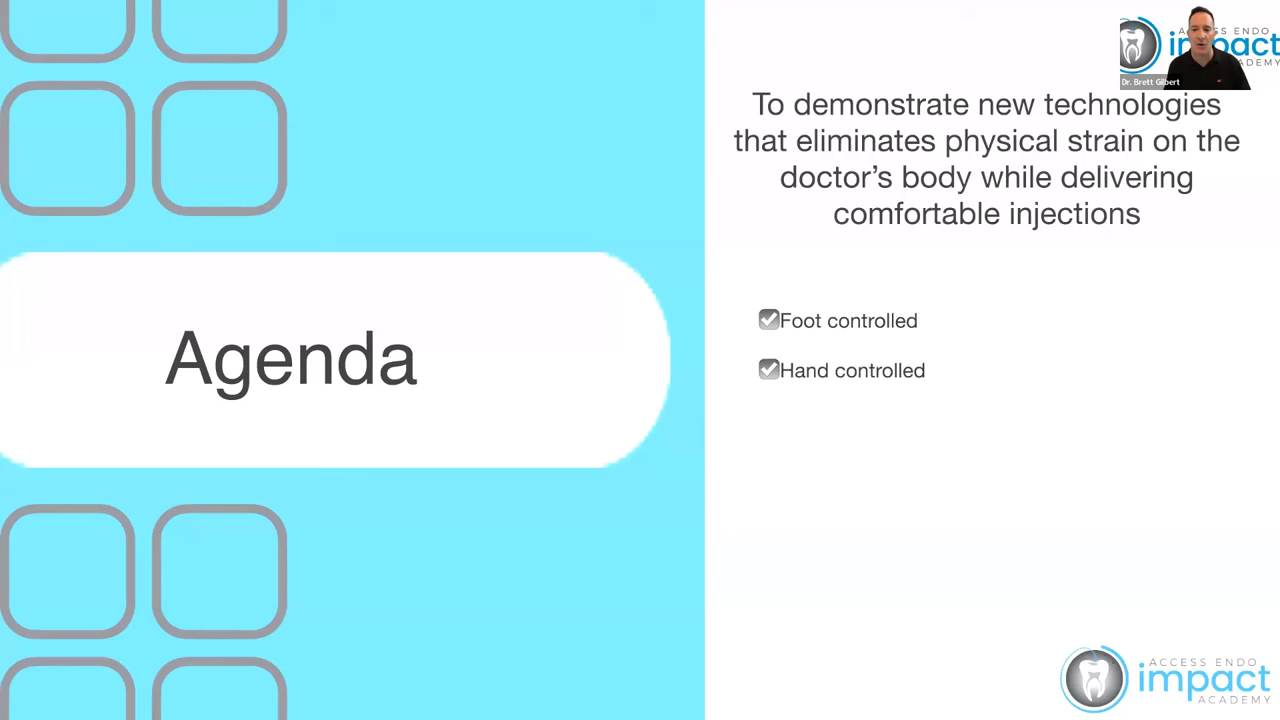 ACCESS ENDO
impact
ACADEMY
Dr. Brett Gilbert
To demonstrate new technologies
that eliminates physical strain on the
doctor's body while delivering
comfortable injections
Agenda
Foot controlled
Hand controlled
ACCESS ENDO
impact
ACADEMY